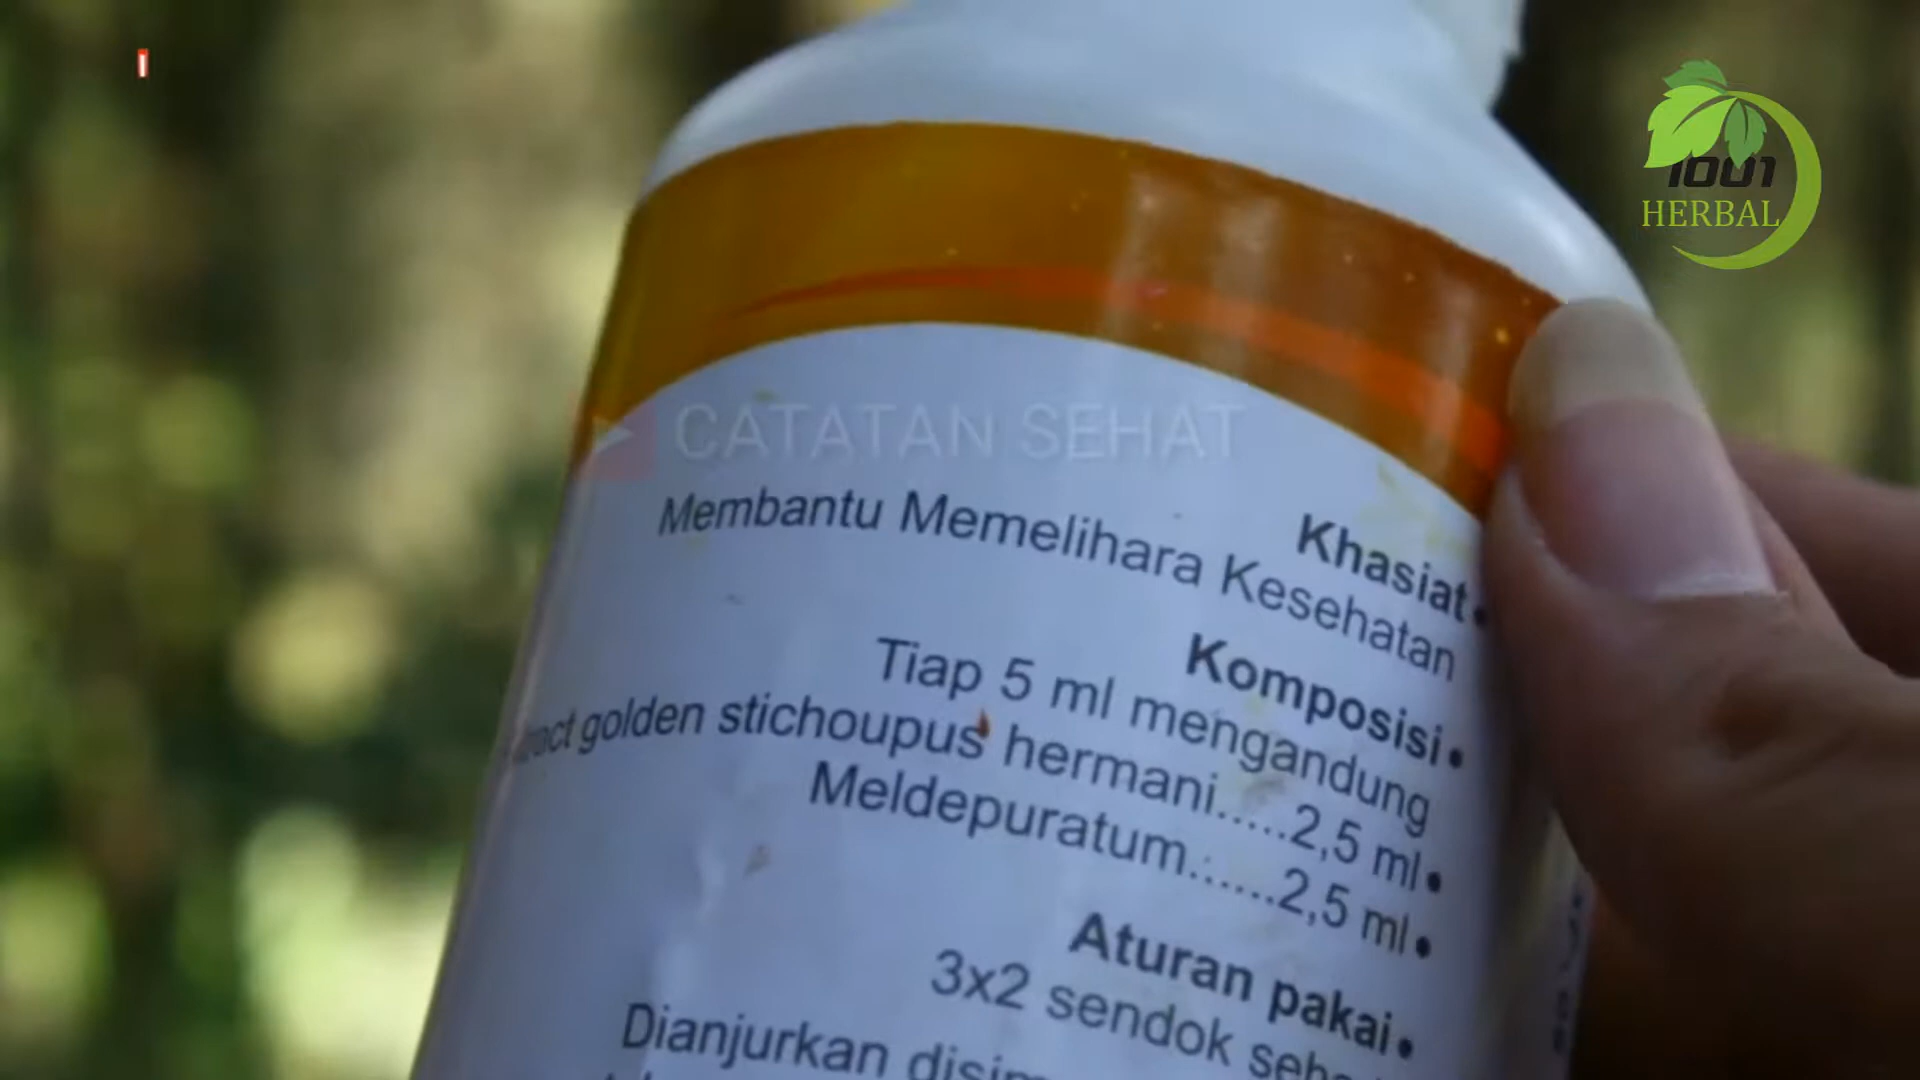 1001
HERBAL
CATATAN SEHAT
Khasiat •
Membantu Memelihara Kesehatan
Komposisi •
Tiap 5 ml mengandung
golden stichoupus hermani.....2,5 ml •
Meldepuratum.......2,5 ml •
Aturan pakai •
3x2 sendok
Dianjurkan